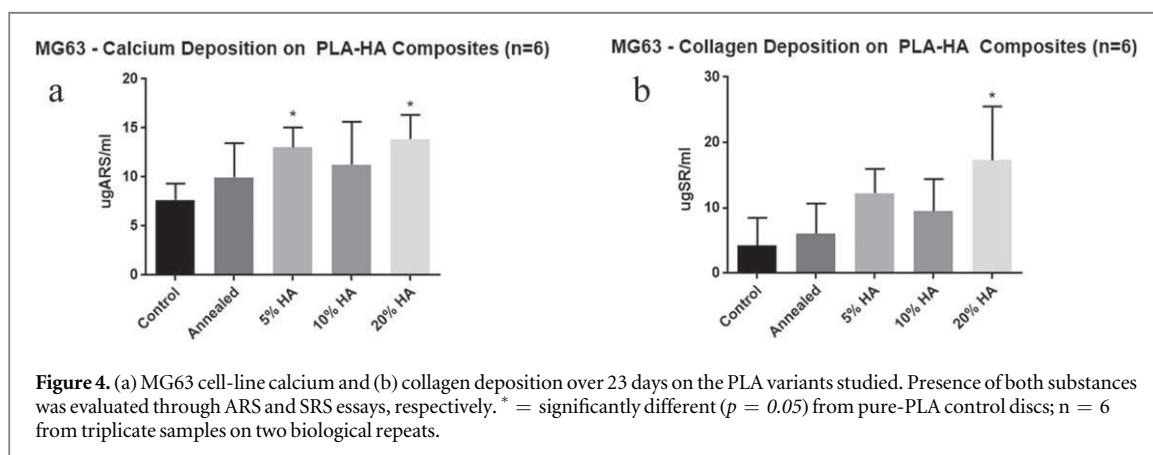 MG63 - Calcium Deposition on PLA-HA Composites (n=6)
a
20
15
10
5
0
ugARS/ml
*
*
Control
Annealed
5% HA
10% HA
20% HA
MG63 - Collagen Deposition on PLA-HA Composites (n=6)
b
30
20
10
0
ugSR/ml
*
Control
Annealed
5% HA
10% HA
20% HA
Figure 4. (a) MG63 cell-line calcium and (b) collagen deposition over 23 days on the PLA variants studied. Presence of both substances
was evaluated through ARS and SRS essays, respectively. * = significantly different (p = 0.05) from pure-PLA control discs; n = 6
from triplicate samples on two biological repeats.